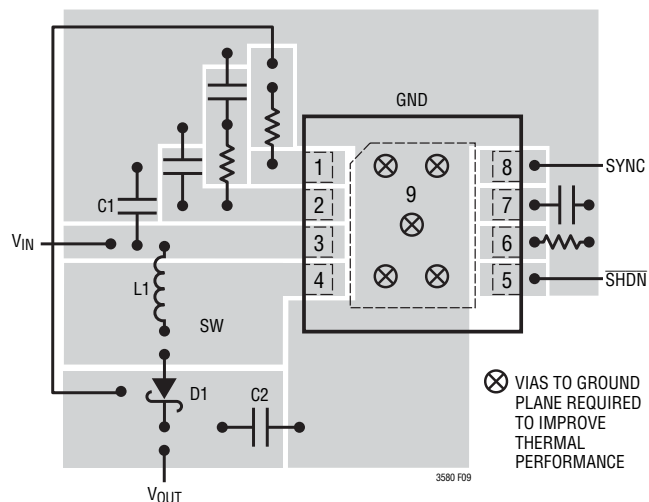 GND
1
8
SYNC
2
9
7
C1
VIN
3
6
4
5
SHDN
L1
SW
D1
C2
VIAS TO GROUND
PLANE REQUIRED
TO IMPROVE
THERMAL
PERFORMANCE
3580 F09
VOUT